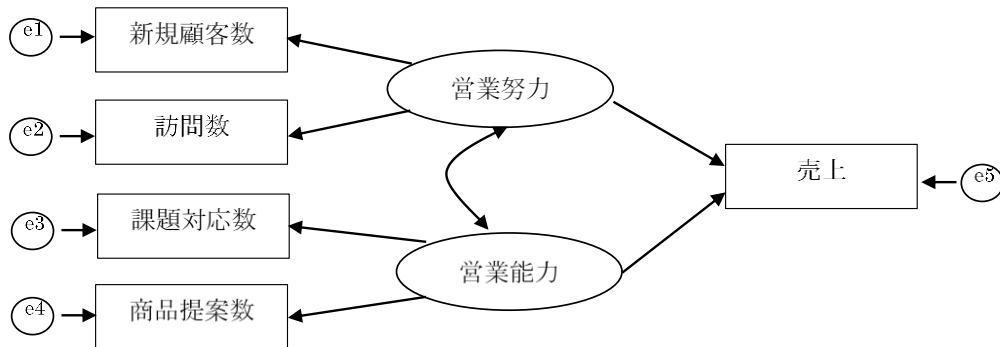 e1
新規顧客数
営業努力
e2
訪問数
売上
e5
e3
課題対応数
営業能力
e4
商品提案数